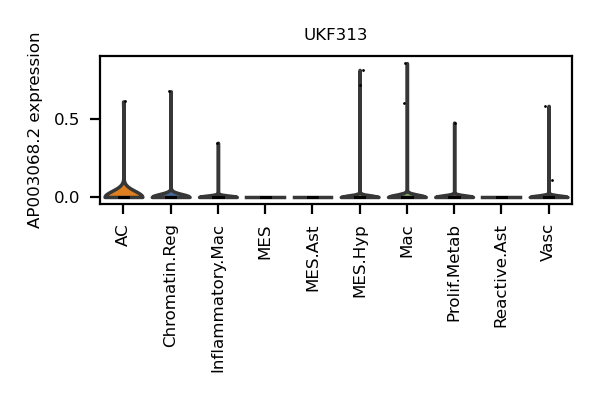 UKF313
AP003068.2 expression
0.5
0.0
AC
Chromatin.Reg
Inflammatory.Mac
MES
MES.Ast
MES.Hyp
Mac
Prolif.Metab
Reactive.Ast
Vasc